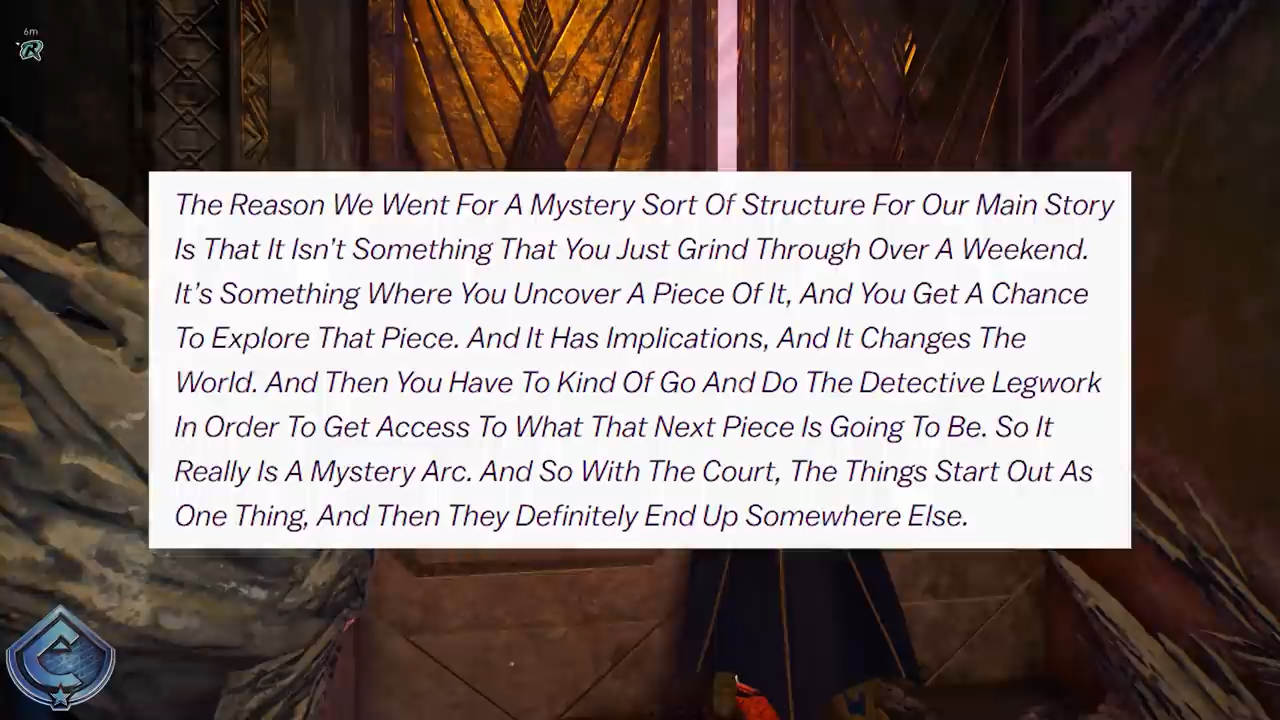 6m
The Reason We Went For A Mystery Sort Of Structure For Our Main Story
Is That It Isn't Something That You Just Grind Through Over A Weekend.
It's Something Where You Uncover A Piece Of It, And You Get A Chance
To Explore That Piece. And It Has Implications, And It Changes The
World. And Then You Have To Kind Of Go And Do The Detective Legwork
In Order To Get Access To What That Next Piece Is Going To Be. So It
Really Is A Mystery Arc. And So With The Court, The Things Start Out As
One Thing, And Then They Definitely End Up Somewhere Else.